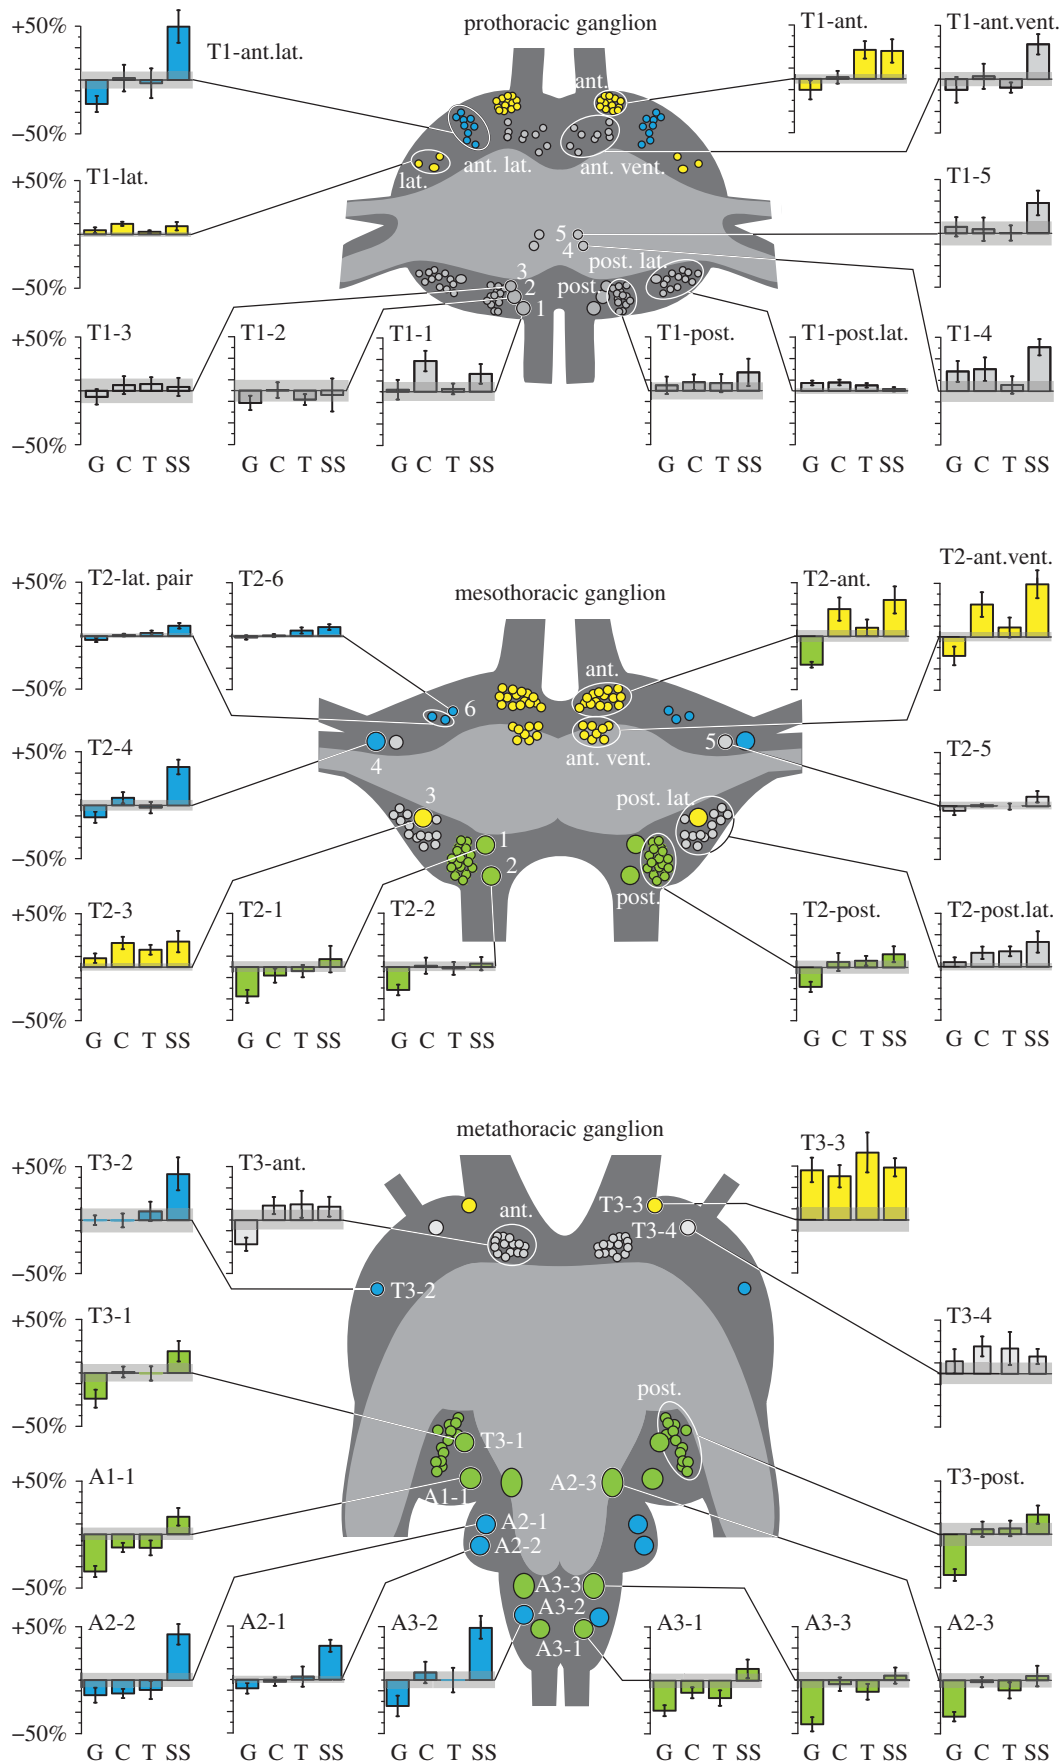 prothoracic ganglion
+50%
−50%
T1-ant.lat.
T1-ant.
T1-ant.vent.
ant.
ant. lat.
ant. vent.
lat.
+50%
T1-lat.
T1-5
5
4
post. lat.
3
2
post.
1
+50%
−50%
T1-3
T1-2
T1-1
T1-post.
T1-post.lat.
T1-4
G C T SS
G C T SS
G C T SS
G C T SS
G C T SS
G C T SS
mesothoracic ganglion
+50%
−50%
T2-lat. pair
T2-6
T2-ant.
T2-ant.vent.
ant.
6
ant. vent.
4
5
+50%
−50%
T2-4
T2-5
3
post. lat.
1
2
post.
+50%
−50%
T2-3
T2-1
T2-2
T2-post.
T2-post.lat.
G C T SS
G C T SS
G C T SS
G C T SS
G C T SS
metathoracic ganglion
+50%
−50%
T3-2
T3-ant.
T3-3
ant.
T3-3
T3-4
T3-2
+50%
−50%
T3-1
T3-4
post.
T3-1
A1-1
A2-3
A2-1
A2-2
+50%
A1-1
T3-post.
A3-3
A3-2
A3-1
+50%
−50%
A2-2
A2-1
A3-2
A3-1
A3-3
A2-3
G C T SS
G C T SS
G C T SS
G C T SS
G C T SS
G C T SS